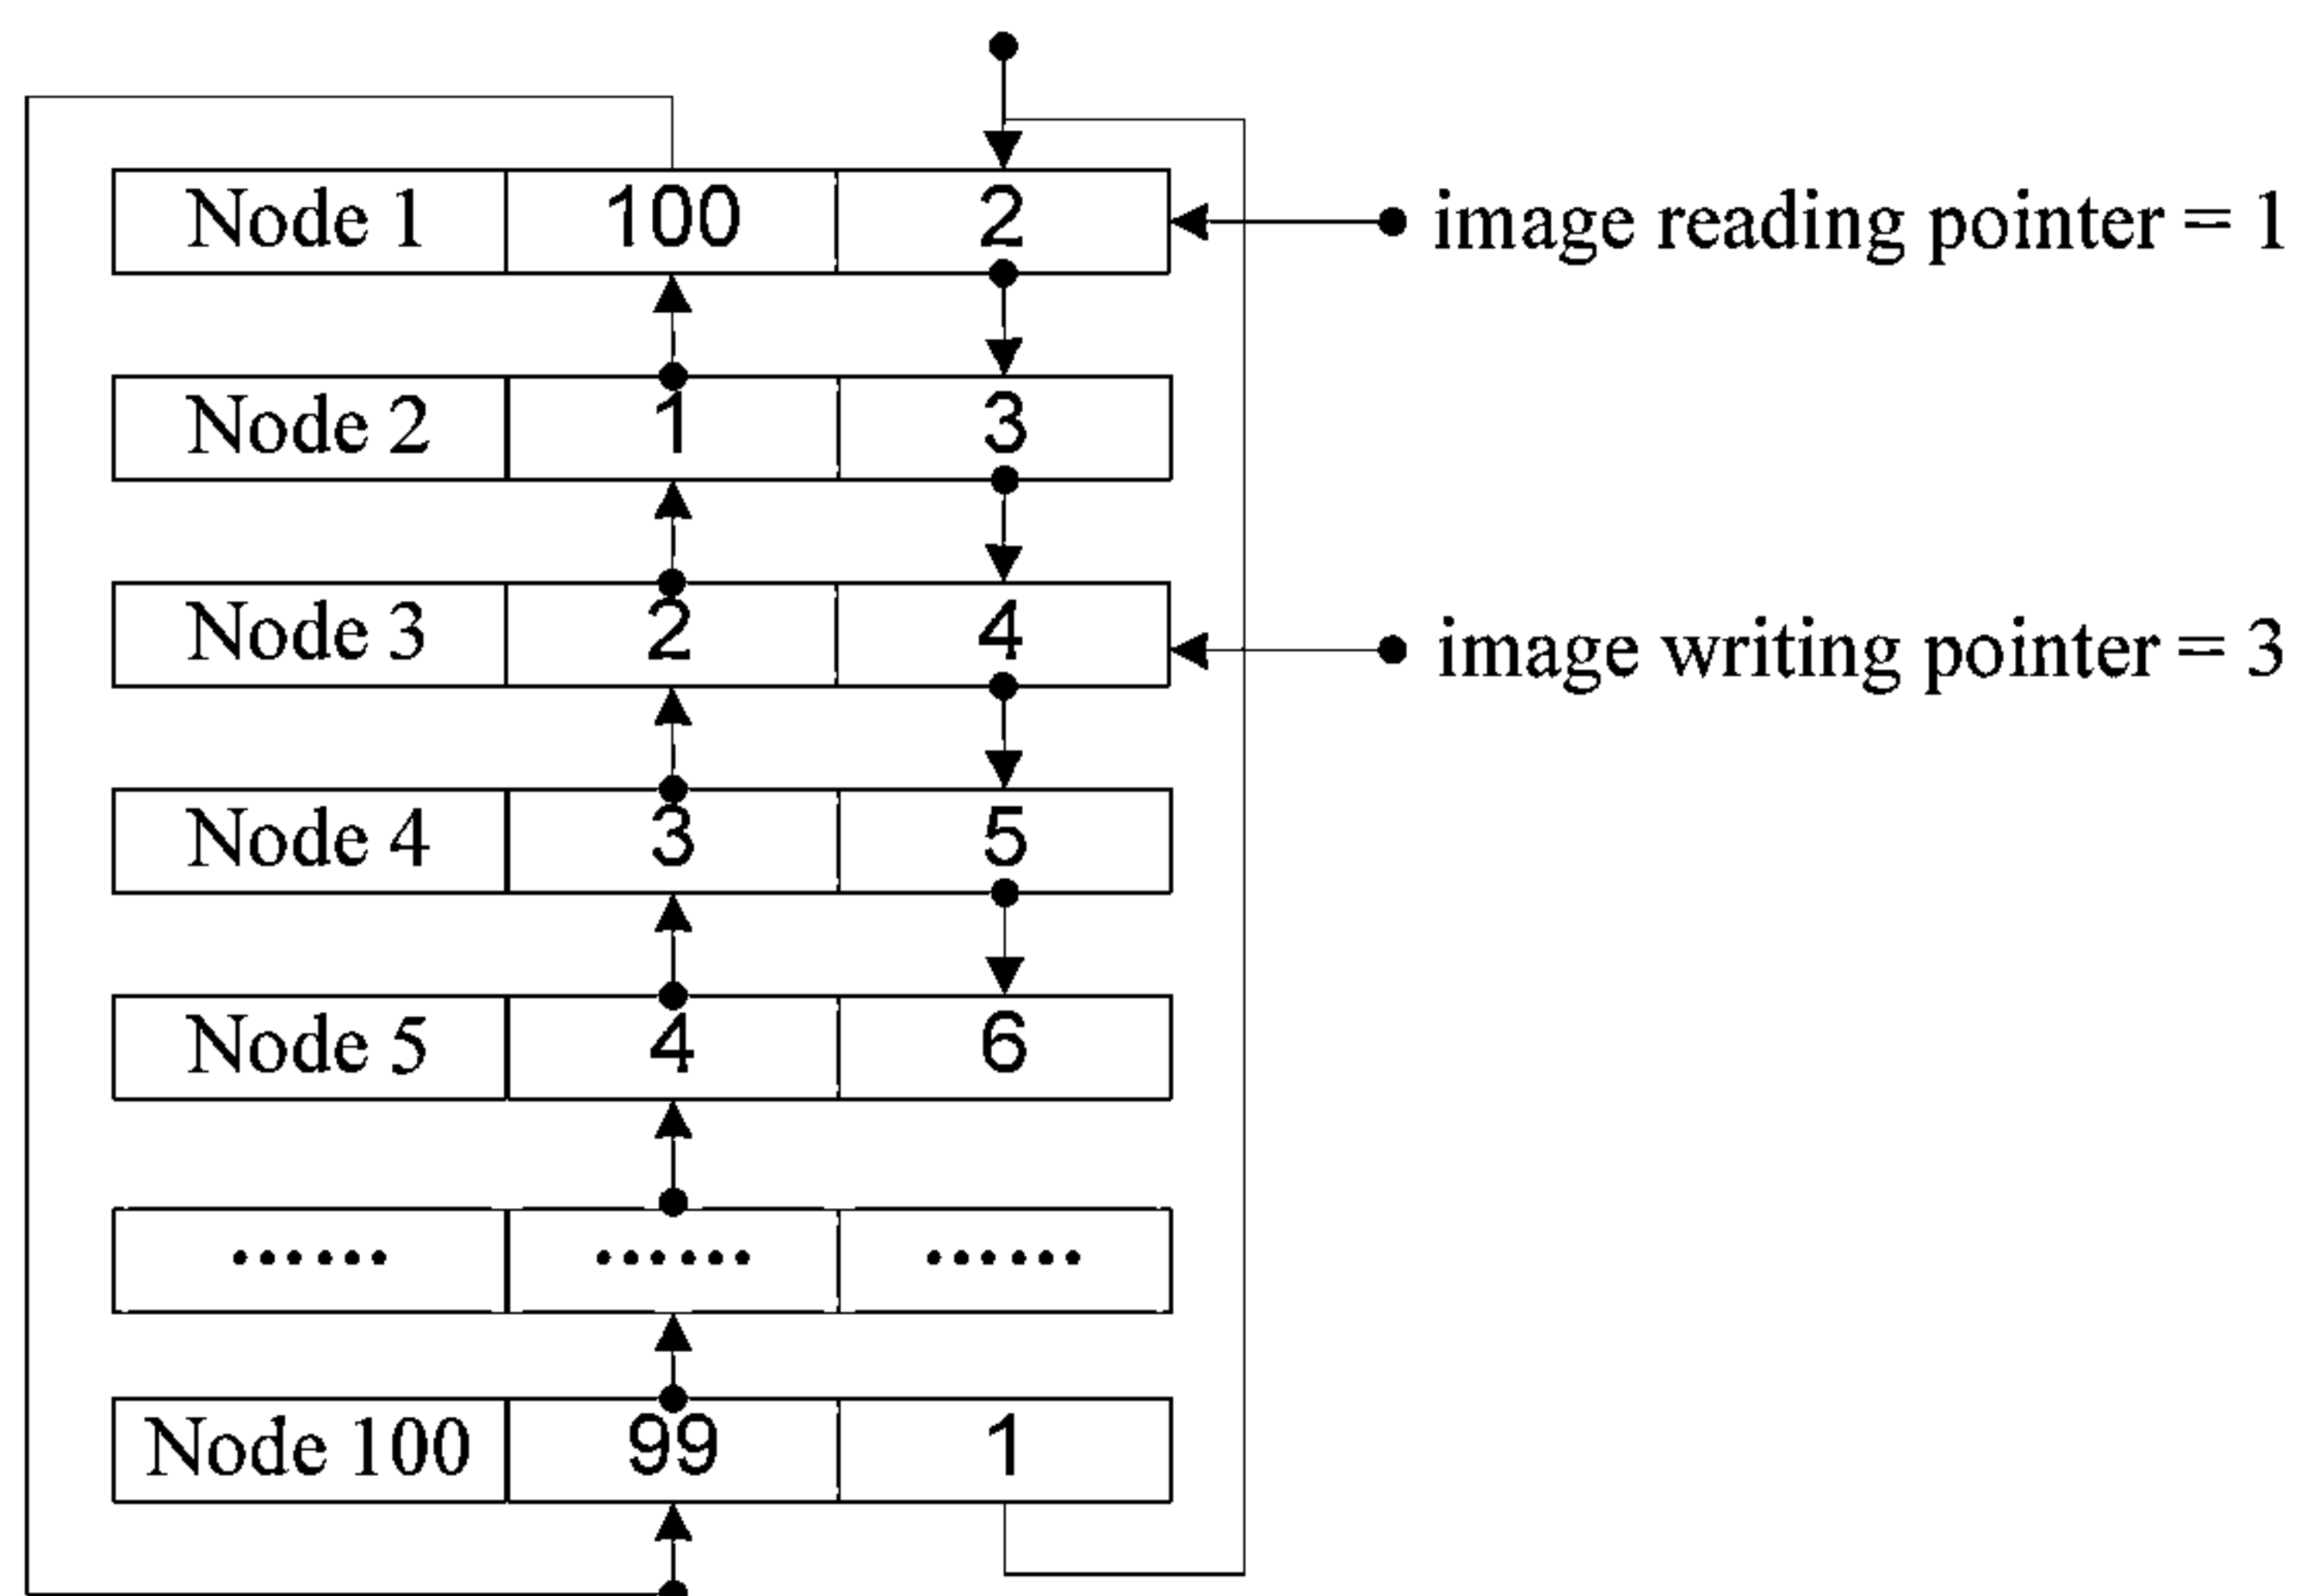 Node 1 100 2 image reading pointer = 1
Node 2 1 3
Node 3 2 4 image writing pointer = 3
Node 4 3 5
Node 5 4 6
...... ...... ......
Node 100 99 1